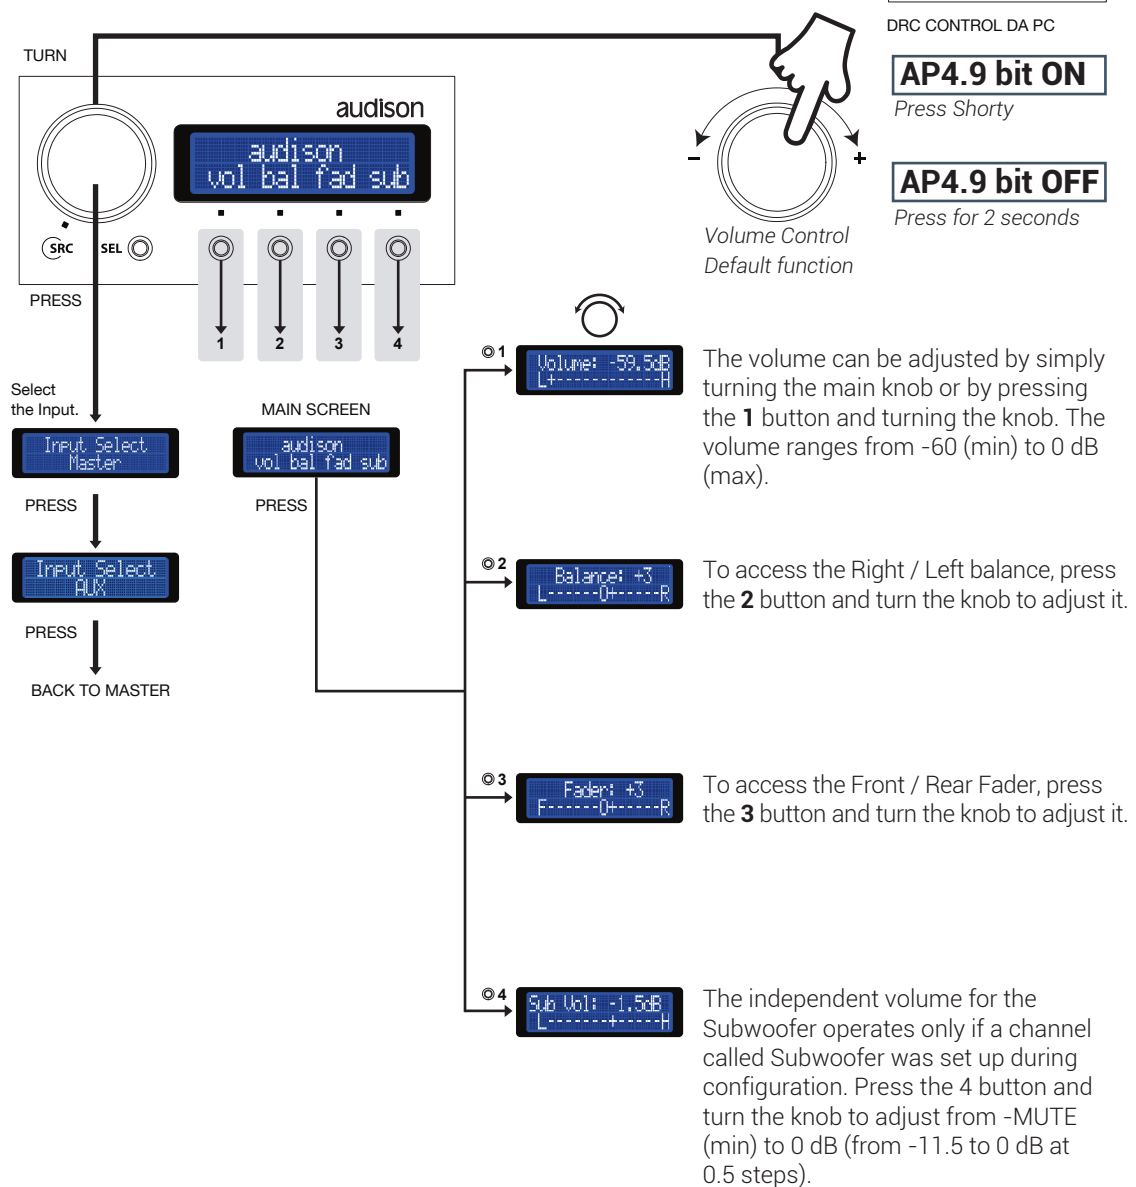 DRC CONTROL DA PC
TURN
AP4.9 bit ON
Press Shorty
audison
audison
vol bal fad sub
AP4.9 bit OFF
Press for 2 seconds
- +
Volume Control
Default function
SRC SEL
PRESS
1 2 3 4
Select
the Input.
Input Select
Master
PRESS
Input Select
AUX
PRESS
BACK TO MASTER
MAIN SCREEN
audison
vol bal fad sub
PRESS
1
Volume: -59.5dB
L+------------H
The volume can be adjusted by simply
turning the main knob or by pressing
the 1 button and turning the knob. The
volume ranges from -60 (min) to 0 dB
(max).
2
Balance: +3
L------0+-----R
To access the Right / Left balance, press
the 2 button and turn the knob to adjust it.
3
Fader: +3
F------0+-----R
To access the Front / Rear Fader, press
the 3 button and turn the knob to adjust it.
4
Sub Vol: -1.5dB
L-------+-----H
The independent volume for the
Subwoofer operates only if a channel
called Subwoofer was set up during
configuration. Press the 4 button and
turn the knob to adjust from -MUTE
(min) to 0 dB (from -11.5 to 0 dB at
0.5 steps).